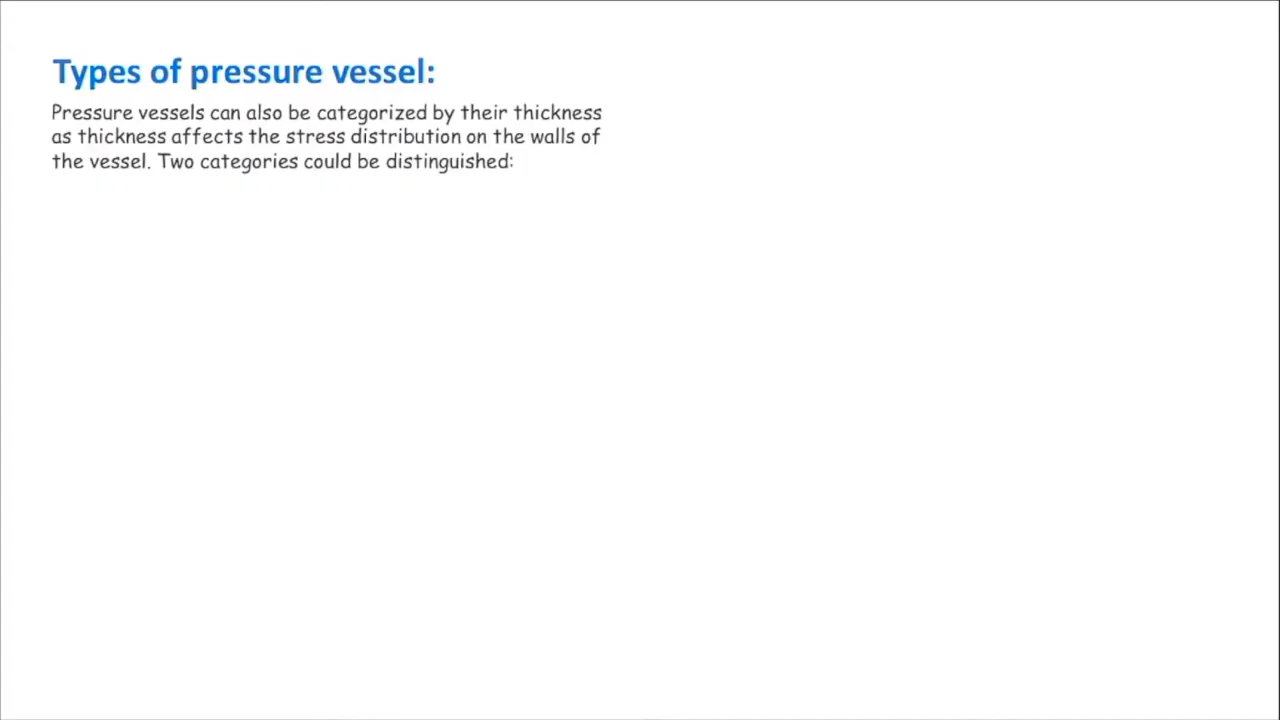 Types of pressure vessel:
Pressure vessels can also be categorized by their thickness
as thickness affects the stress distribution on the walls of
the vessel. Two categories could be distinguished: